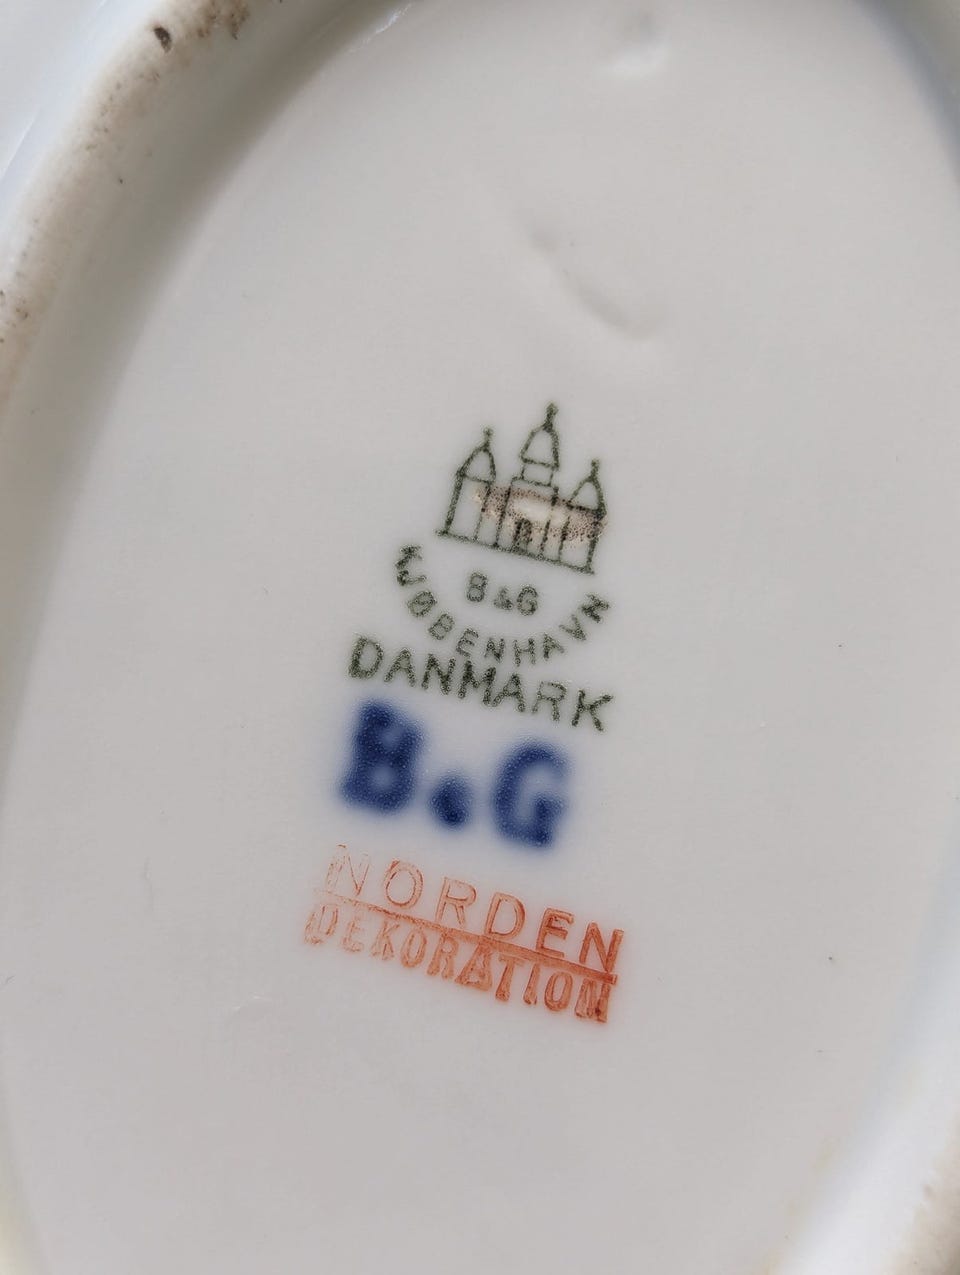 B&G
KØBENHAVN
DANMARK
B&G
NORDEN
DEKORATION